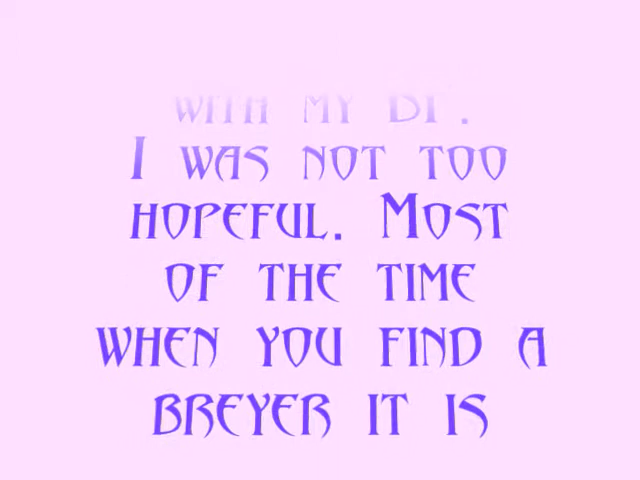 with my BF.
I was not too
hopeful. Most
of the time
when you find a
Breyer it is